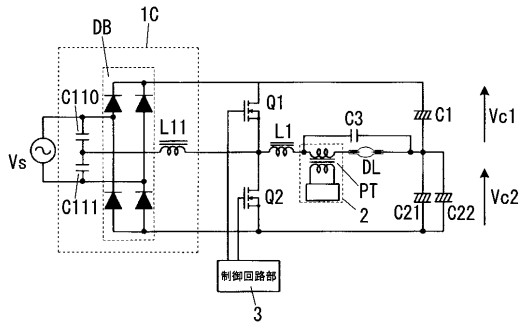 1C
DB
C110
L11
Q1
L1
C3
C1
Vc1
Vs
DL
C111
Q2
PT
2
C21
C22
Vc2
制御回路部
3